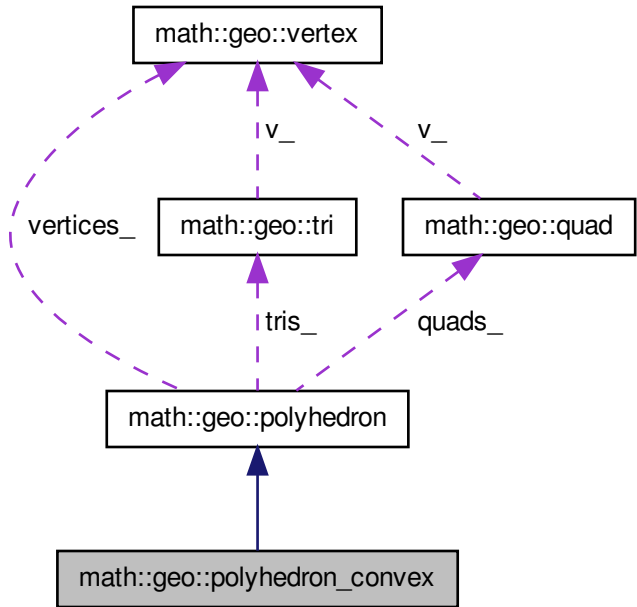 math::geo::vertex
v_
v_
vertices_
math::geo::tri
math::geo::quad
tris_
quads_
math::geo::polyhedron
math::geo::polyhedron_convex